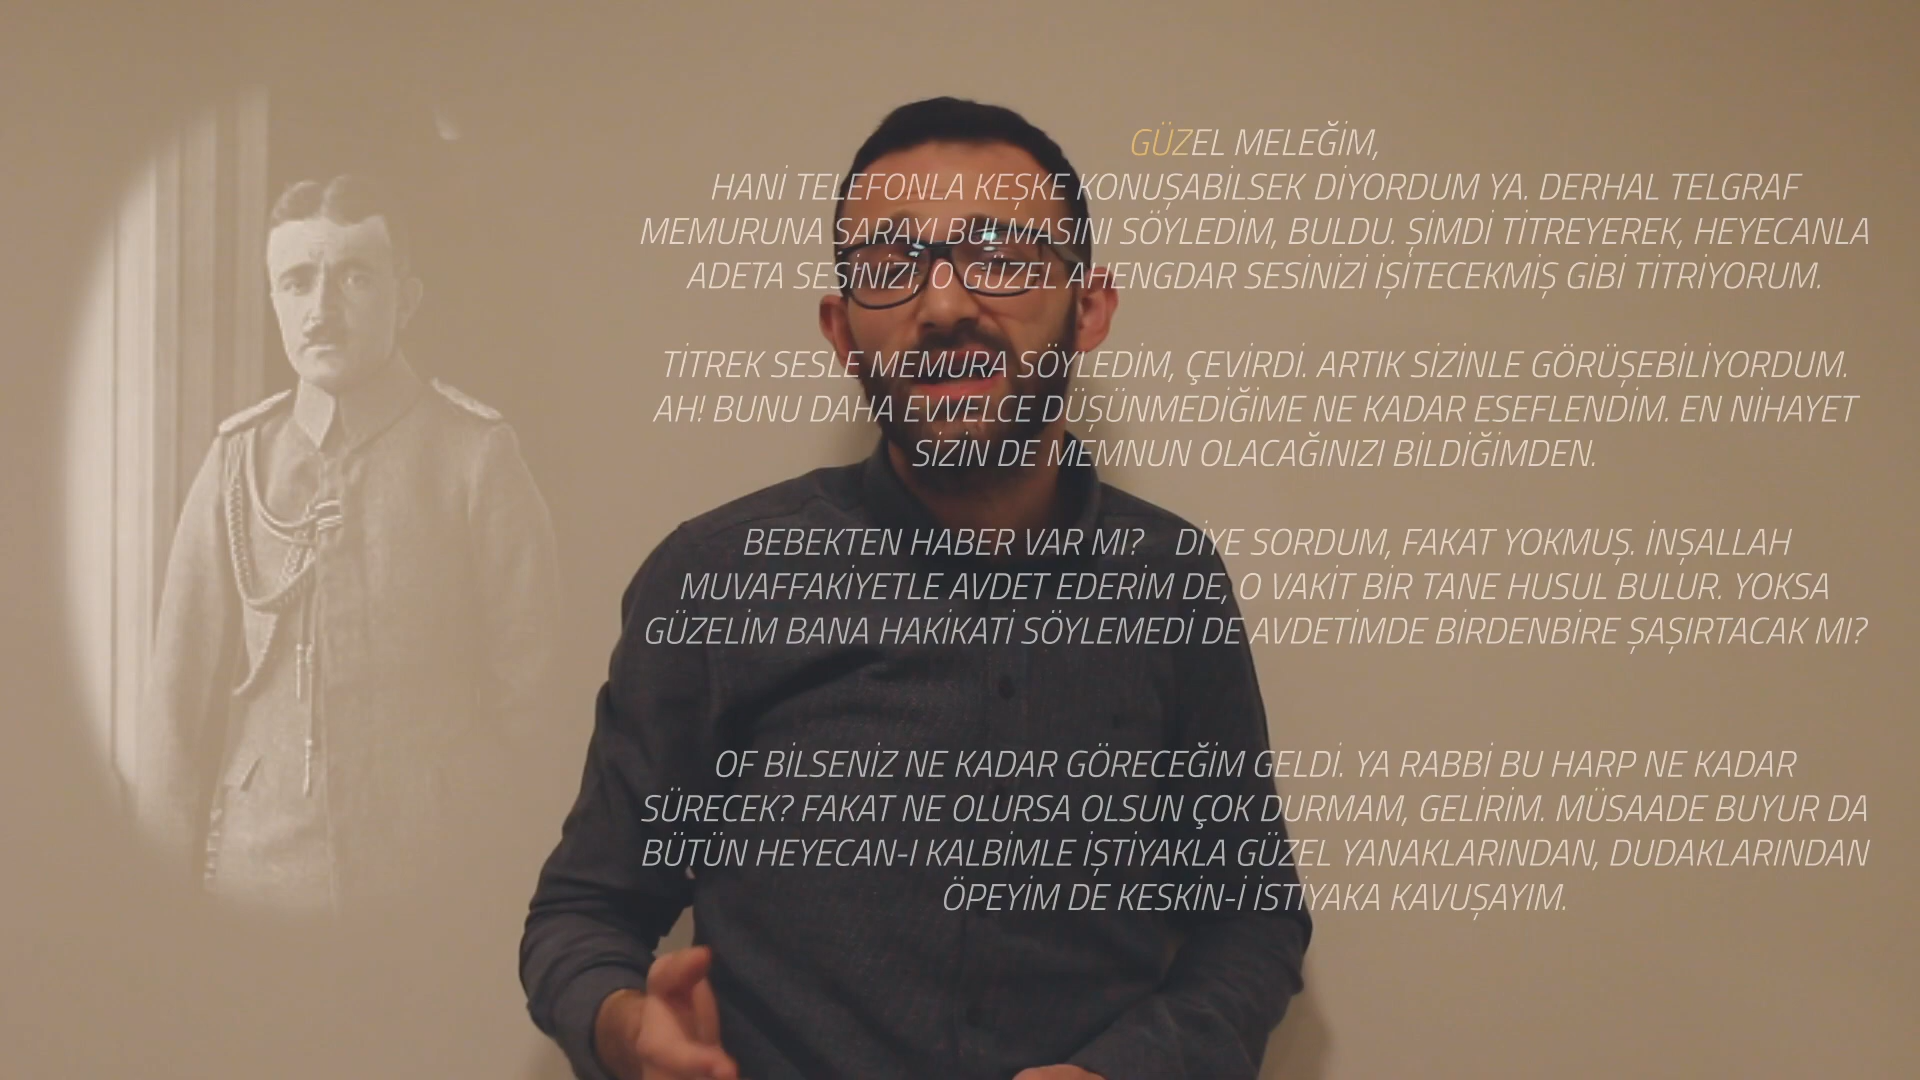 GÜZEL MELEĞİM,
HANİ TELEFONLA KEŞKE KONUŞABİLSEK DİYORDUM YA. DERHAL TELGRAF
MEMURUNA SARAYI BULMASINI SÖYLEDİM, BULDU. ŞİMDİ TİTREYEREK, HEYECANLA
ADETA SESİNİZİ, O GÜZEL AHENGDAR SESİNİZİ İŞİTECEKMİŞ GİBİ TİTRİYORUM.
TİTREK SESLE MEMURA SÖYLEDİM, ÇEVİRDİ. ARTIK SİZİNLE GÖRÜŞEBİLİYORDUM.
AH! BUNU DAHA EVVELCE DÜŞÜNMEDİĞİME NE KADAR ESEFLENDİM. EN NİHAYET
SİZİN DE MEMNUN OLACAĞINIZI BİLDİĞİMDEN.
BEBEKTEN HABER VAR MI? DİYE SORDUM, FAKAT YOKMUŞ. İNŞALLAH
MUVAFFAKİYETLE AVDET EDERİM DE, O VAKİT BİR TANE HUSUL BULUR. YOKSA
GÜZELİM BANA HAKİKATİ SÖYLEMEDİ DE AVDETİMDE BİRDENBİRE ŞAŞIRTACAK MI?
OF BİLSENİZ NE KADAR GÖRECEĞİM GELDİ. YA RABBİ BU HARP NE KADAR
SÜRECEK? FAKAT NE OLURSA OLSUN ÇOK DURMAM, GELİRİM. MÜSAADE BUYUR DA
BÜTÜN HEYECAN-I KALBİMLE İŞTİYAKLA GÜZEL YANAKLARINDAN, DUDAKLARINDAN
ÖPEYİM DE KESKİN-İ İSTİYAKA KAVUŞAYIM.